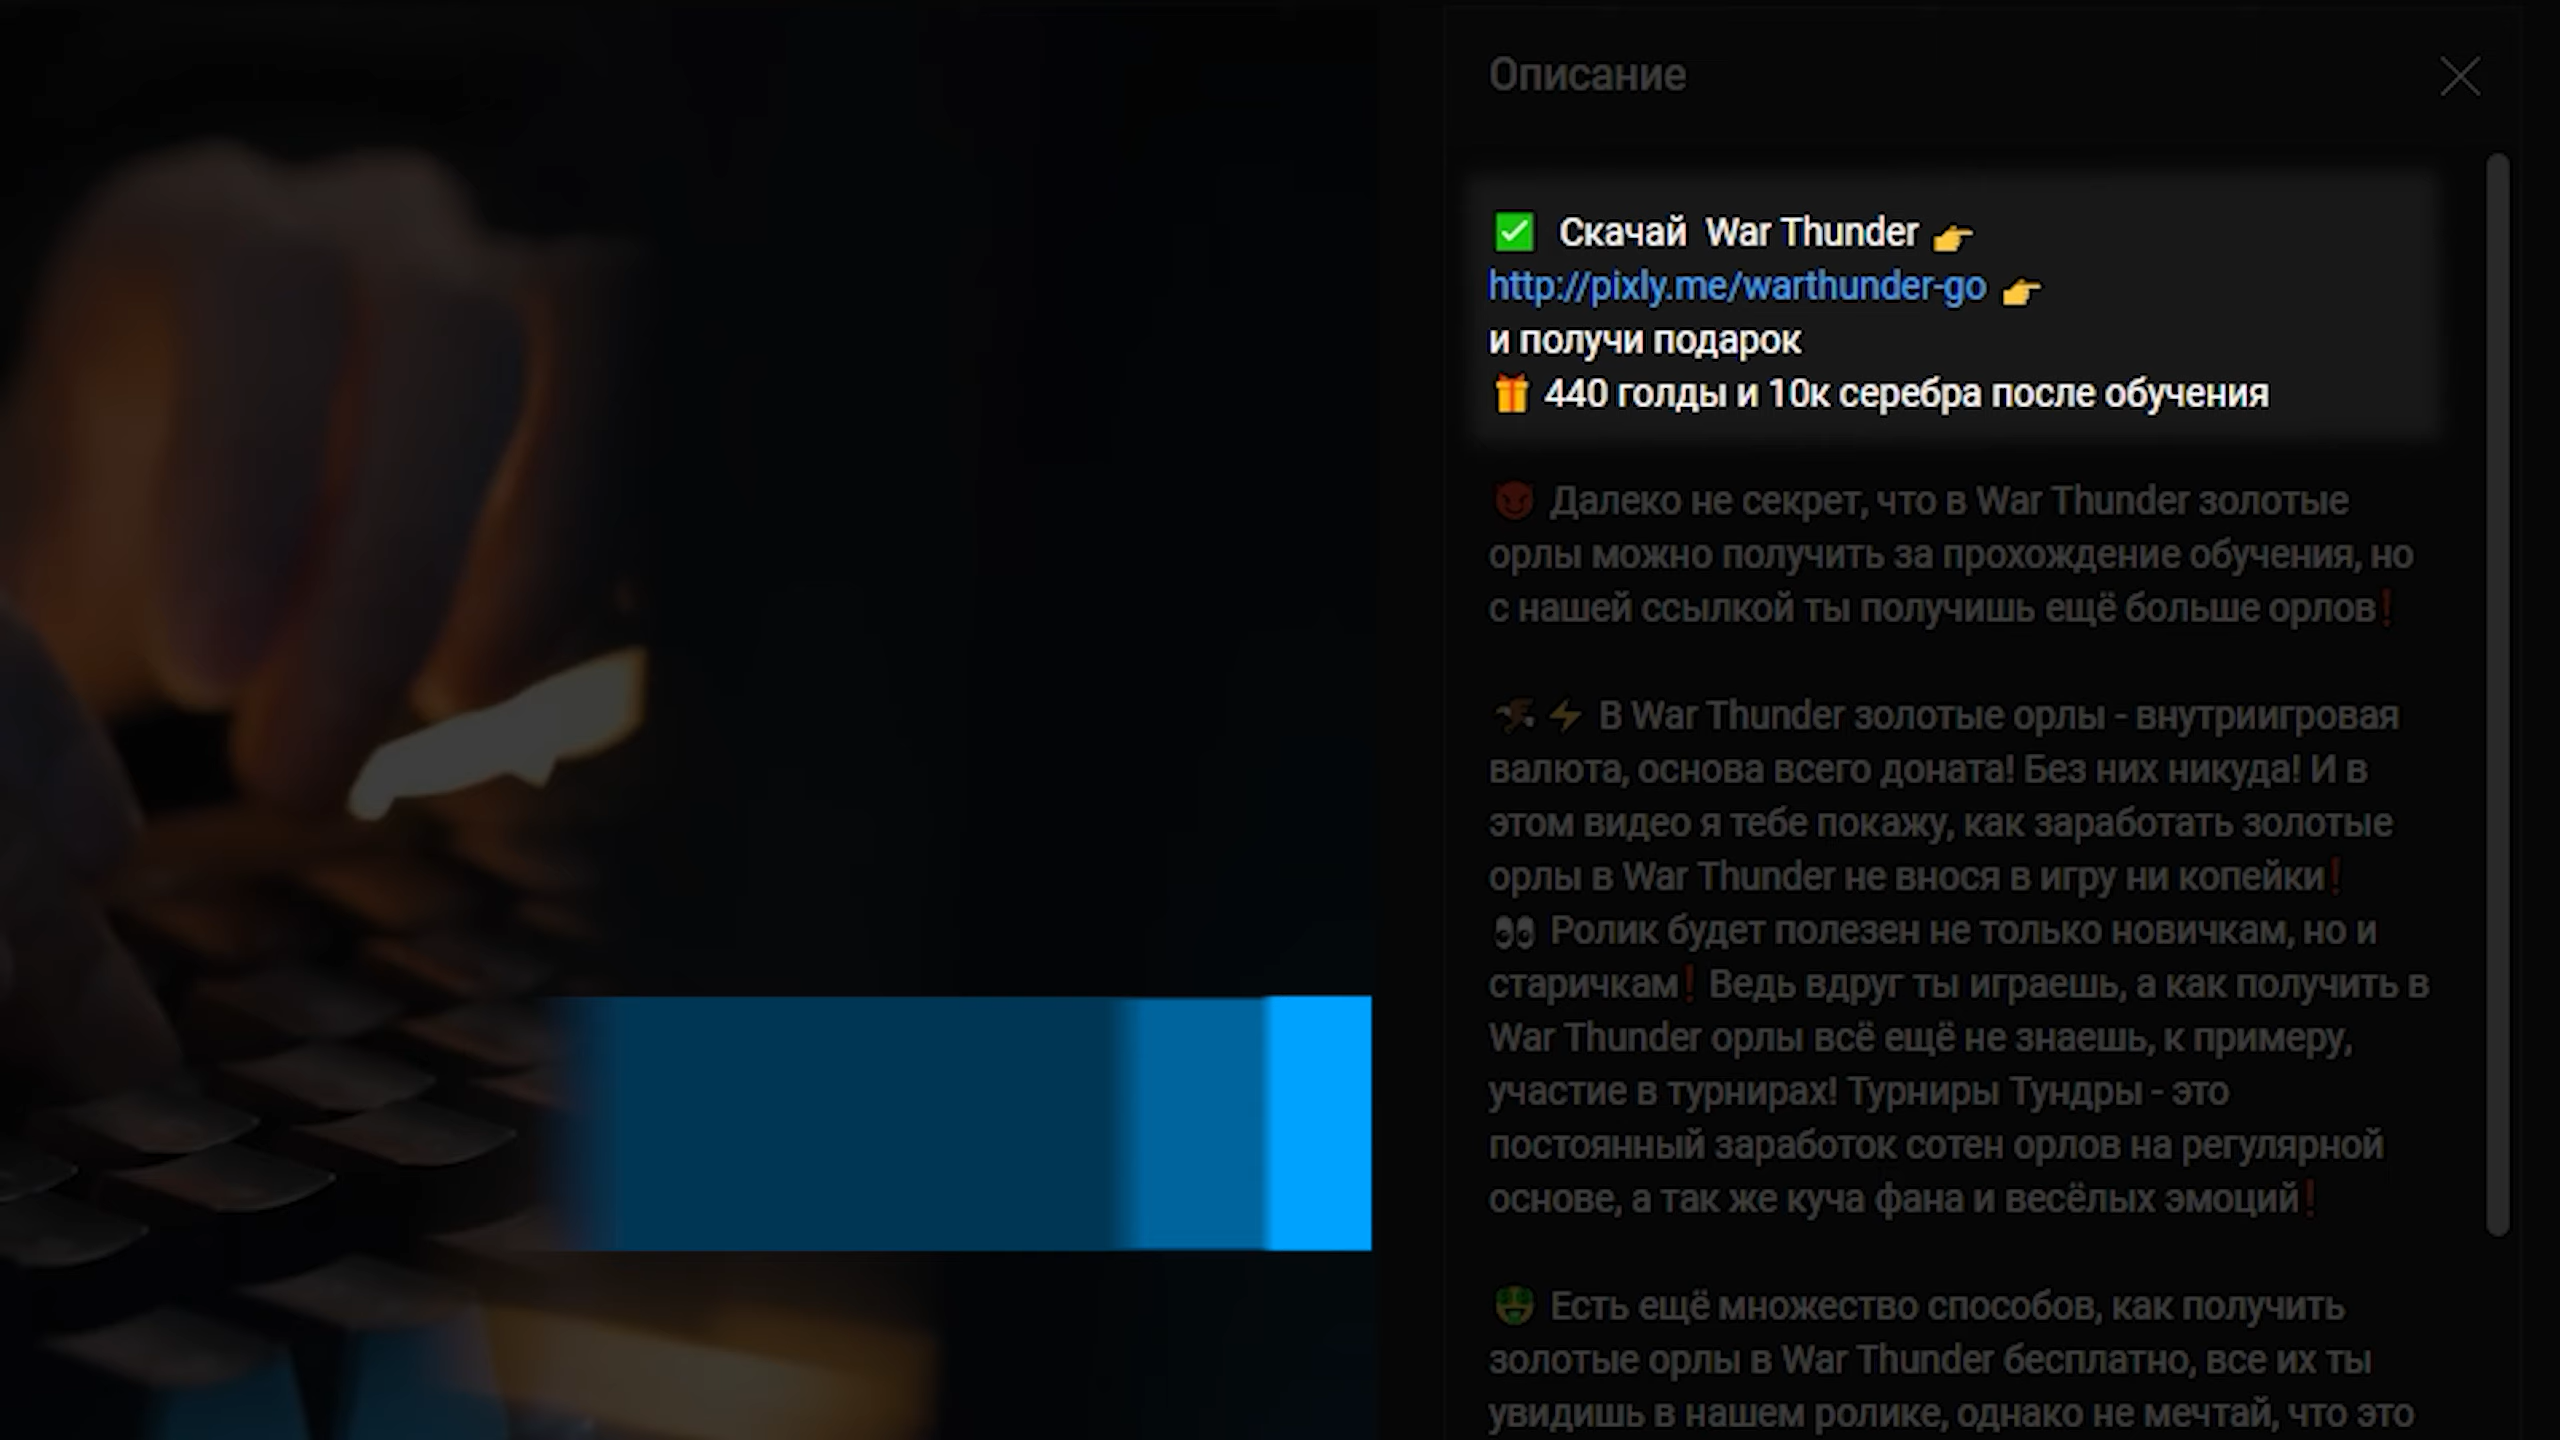 Описание
✅ Скачай War Thunder 👉
http://pixly.me/warthunder-go 👉
и получи подарок
🎁 440 голды и 10к серебра после обучения
😈 Далеко не секрет, что в War Thunder золотые
орлы можно получить за прохождение обучения, но
с нашей ссылкой ты получишь ещё больше орлов❗
🦅⚡ В War Thunder золотые орлы - внутриигровая
валюта, основа всего доната! Без них никуда! И в
этом видео я тебе покажу, как заработать золотые
орлы в War Thunder не внося в игру ни копейки❗
👀 Ролик будет полезен не только новичкам, но и
старичкам❗ Ведь вдруг ты играешь, а как получить в
War Thunder орлы всё ещё не знаешь, к примеру,
участие в турнирах! Турниры Тундры - это
постоянный заработок сотен орлов на регулярной
основе, а так же куча фана и весёлых эмоций❗
🤑 Есть ещё множество способов, как получить
золотые орлы в War Thunder бесплатно, все их ты
увидишь в нашем ролике, однако не мечтай, что это